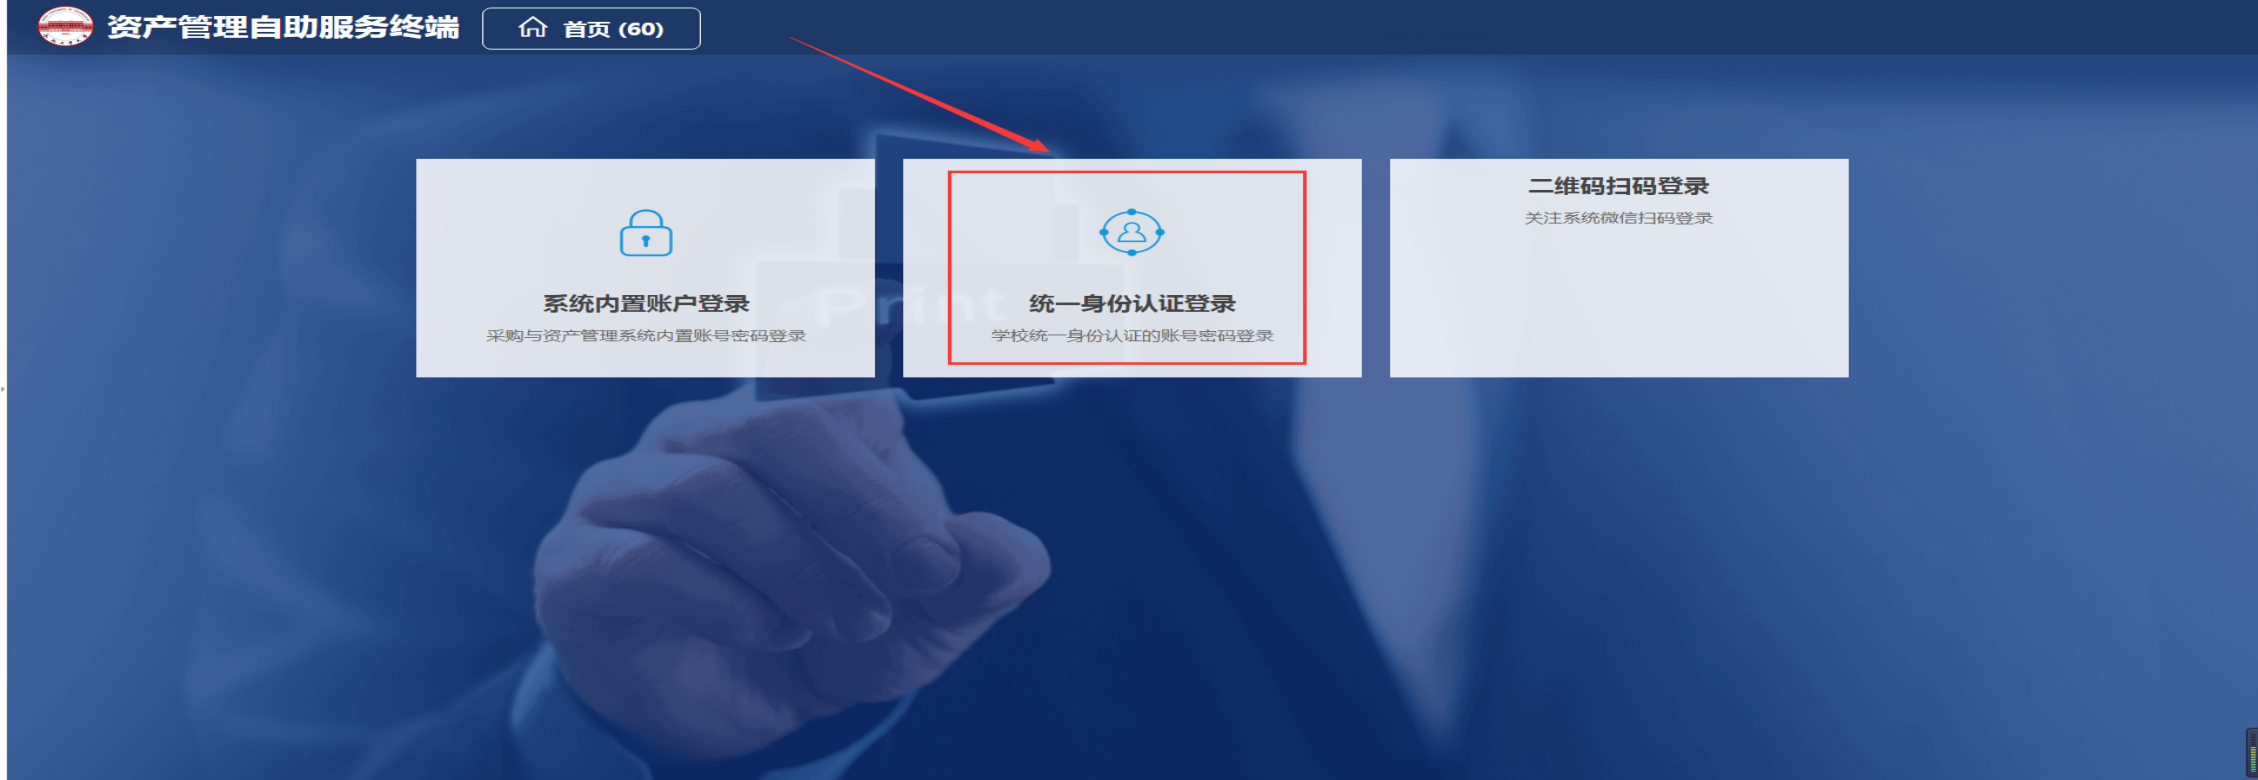 资产管理自助服务终端
首页 (60)
系统内置账户登录
采购与资产管理系统内置账号密码登录
Print
统一身份认证登录
学校统一身份认证的账号密码登录
二维码扫码登录
关注系统微信扫码登录